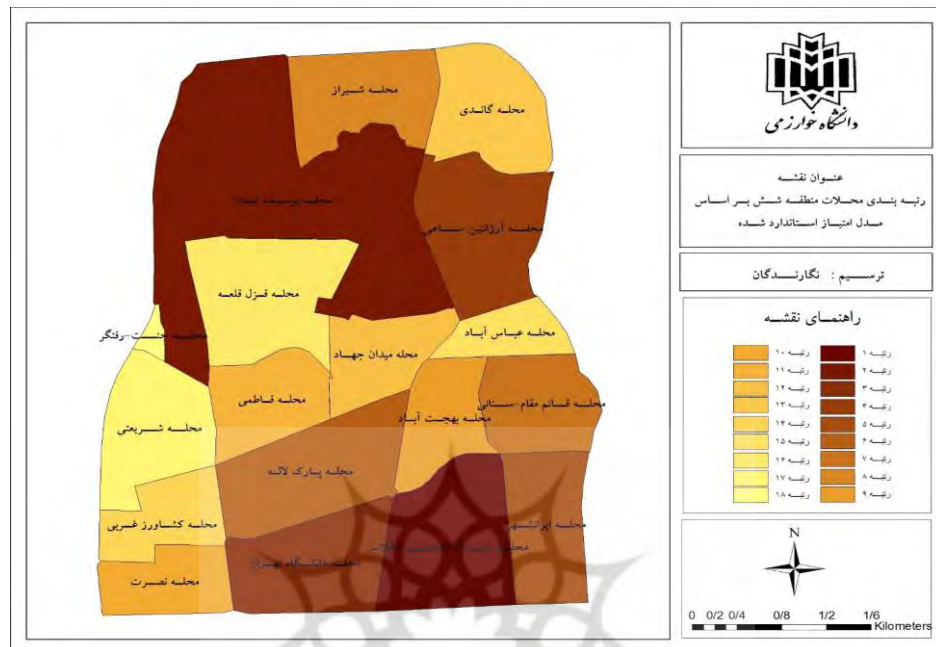 محله شیراز
محله گاندی
محله یوسف آباد
محله آرژانتین-ساعی
محله قزل قلعه
محله عباس آباد
محله جنت-رفتگر
محله میدان جهاد
محله فاطمی
محله قائم مقام-سنائی
محله بهجت آباد
محله شریعتی
محله پارک لاله
محله کشاورز غربی
محله ایرانشهر
محله دانشگاه تهران
محله نصرت
دانشگاه خوارزمی
عنوان نقشه
رتبه بندی محلات منطقه شش بر اساس
مدل امتیاز استاندارد شده
ترسیم : نگارندگان
راهنمای نقشه
رتبه ۱
رتبه ۲
رتبه ۳
رتبه ۴
رتبه ۵
رتبه ۶
رتبه ۷
رتبه ۸
رتبه ۹
رتبه ۱۰
رتبه ۱۱
رتبه ۱۲
رتبه ۱۳
رتبه ۱۴
رتبه ۱۵
رتبه ۱۶
رتبه ۱۷
رتبه ۱۸
N
0 0/2 0/4 0/8 1/2 1/6
Kilometers